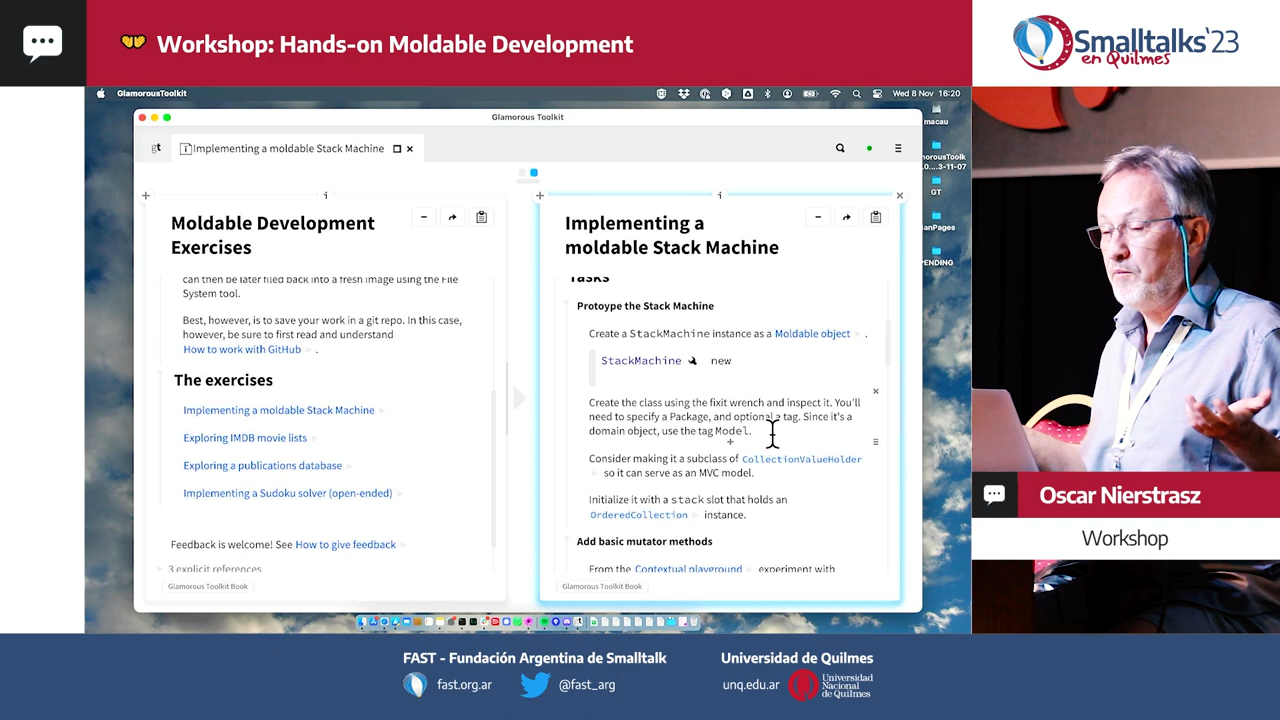 Workshop: Hands-on Moldable Development
Smalltalks'23
en Quilmes
GlamorousToolkit
Wed 8 Nov 16:20
Glamorous Toolkit
gt
Implementing a moldable Stack Machine
macau
GT
PENDING
Moldable Development
Exercises
can then be later filed back into a fresh image using the File
System tool.
Best, however, is to save your work in a git repo. In this case,
however, be sure to first read and understand
How to work with GitHub .
The exercises
Implementing a moldable Stack Machine
Exploring IMDB movie lists
Exploring a publications database
Implementing a Sudoku solver (open-ended)
Feedback is welcome! See How to give feedback
3 explicit references
Glamorous Toolkit Book
Implementing a
moldable Stack Machine
Tasks
Protoype the Stack Machine
Create a StackMachine instance as a Moldable object .
StackMachine new
Create the class using the fixit wrench and inspect it. You'll
need to specify a Package, and optional a tag. Since it's a
domain object, use the tag Model.
Consider making it a subclass of CollectionValueHolder
so it can serve as an MVC model.
Initialize it with a stack slot that holds an
OrderedCollection instance.
Add basic mutator methods
From the Contextual playground experiment with
Glamorous Toolkit Book
Oscar Nierstrasz
Workshop
FAST - Fundación Argentina de Smalltalk
fast.org.ar
@fast_arg
Universidad de Quilmes
unq.edu.ar
Universidad
Nacional
de Quilmes